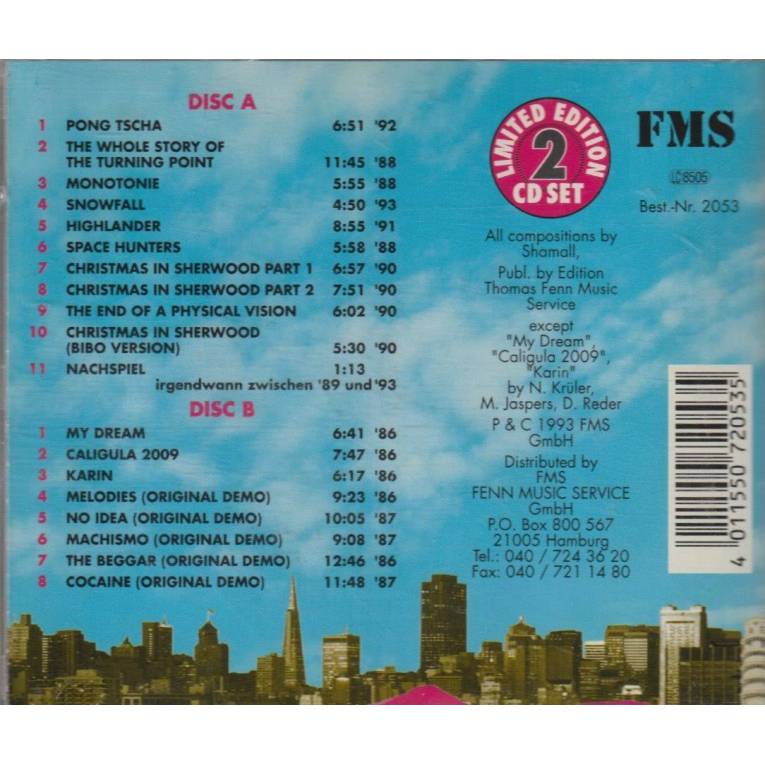 DISC A
1 PONG TSCHA 6:51 '92
2 THE WHOLE STORY OF
THE TURNING POINT 11:45 '88
3 MONOTONIE 5:55 '88
4 SNOWFALL 4:50 '93
5 HIGHLANDER 8:55 '91
6 SPACE HUNTERS 5:58 '88
7 CHRISTMAS IN SHERWOOD PART 1 6:57 '90
8 CHRISTMAS IN SHERWOOD PART 2 7:51 '90
9 THE END OF A PHYSICAL VISION 6:02 '90
10 CHRISTMAS IN SHERWOOD
(BIBO VERSION) 5:30 '90
11 NACHSPIEL 1:13
irgendwann zwischen '89 und '93
DISC B
1 MY DREAM 6:41 '86
2 CALIGULA 2009 7:47 '86
3 KARIN 6:17 '86
4 MELODIES (ORIGINAL DEMO) 9:23 '86
5 NO IDEA (ORIGINAL DEMO) 10:05 '87
6 MACHISMO (ORIGINAL DEMO) 9:08 '87
7 THE BEGGAR (ORIGINAL DEMO) 12:46 '86
8 COCAINE (ORIGINAL DEMO) 11:48 '87
LIMITED EDITION
2
CD SET
FMS
LC 8505
Best.-Nr. 2053
All compositions by
Shamall,
Publ. by Edition
Thomas Fenn Music
Service
except
"My Dream",
"Caligula 2009",
"Karin"
by N. Krüler,
M. Jaspers, D. Reder
P & C 1993 FMS
GmbH
Distributed by
FMS
FENN MUSIC SERVICE
GmbH
P.O. Box 800 567
21005 Hamburg
Tel.: 040 / 724 36 20
Fax: 040 / 721 14 80
4 011550 720535